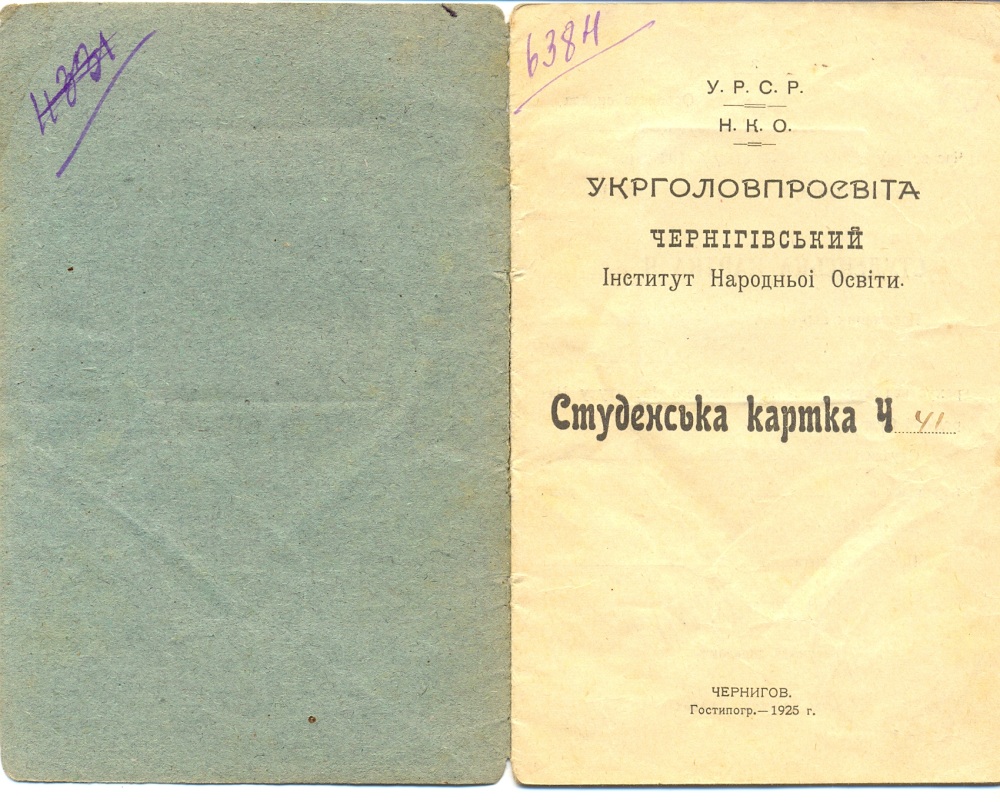 6384
У. Р. С. Р.
Н. К. О.
УКРГОЛОВПРОСВІТА
ЧЕРНІГІВСЬКИЙ
Інститут Народньоі Освіти.
Студенська картка Ч 41
ЧЕРНИГОВ.
Гостипогр.—1925 г.